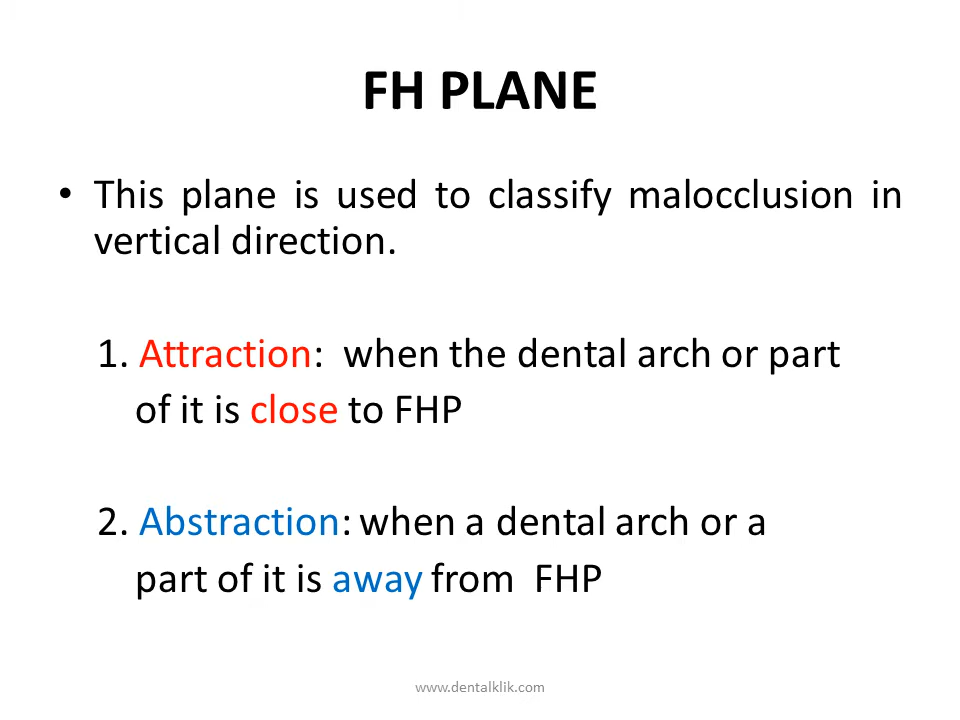 FH PLANE
• This plane is used to classify malocclusion in
vertical direction.
1. Attraction: when the dental arch or part
of it is close to FHP
2. Abstraction: when a dental arch or a
part of it is away from FHP
www.dentalklik.com